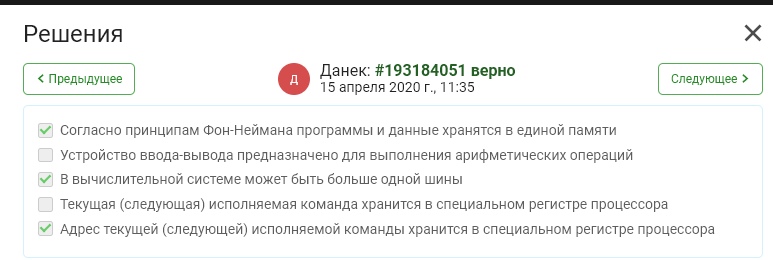 Решения
Предыдущее
Д
Данек: #193184051 верно
15 апреля 2020 г., 11:35
Следующее
Согласно принципам Фон-Неймана программы и данные хранятся в единой памяти
Устройство ввода-вывода предназначено для выполнения арифметических операций
В вычислительной системе может быть больше одной шины
Текущая (следующая) исполняемая команда хранится в специальном регистре процессора
Адрес текущей (следующей) исполняемой команды хранится в специальном регистре процессора